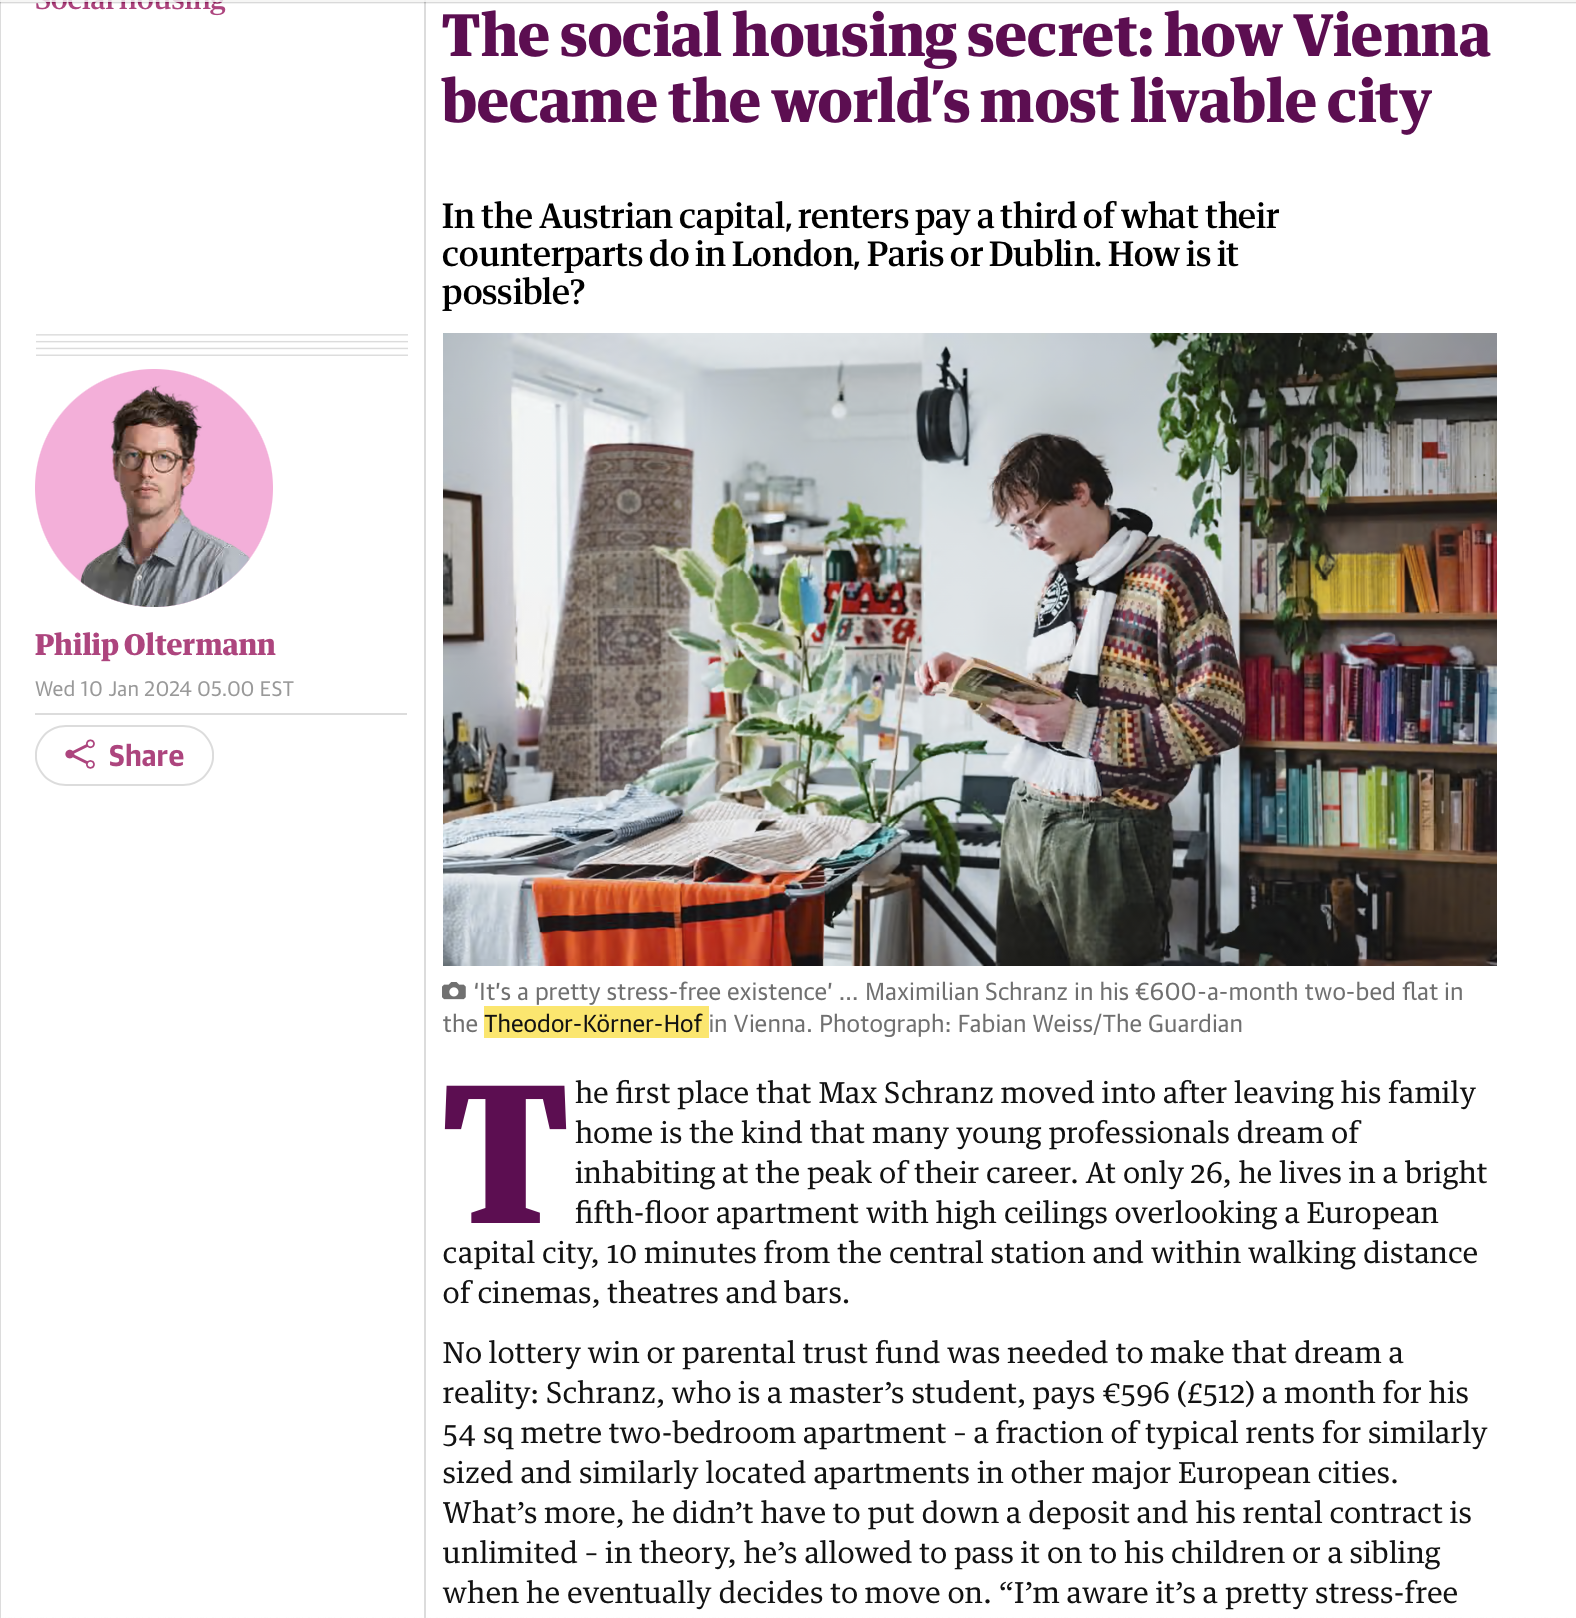 Social housing
The social housing secret: how Vienna
became the world’s most livable city
In the Austrian capital, renters pay a third of what their
counterparts do in London, Paris or Dublin. How is it
possible?
Philip Oltermann
Wed 10 Jan 2024 05.00 EST
Share
‘It’s a pretty stress-free existence’ … Maximilian Schranz in his €600-a-month two-bed flat in
the Theodor-Körner-Hof in Vienna. Photograph: Fabian Weiss/The Guardian
The first place that Max Schranz moved into after leaving his family
home is the kind that many young professionals dream of
inhabiting at the peak of their career. At only 26, he lives in a bright
fifth-floor apartment with high ceilings overlooking a European
capital city, 10 minutes from the central station and within walking distance
of cinemas, theatres and bars.
No lottery win or parental trust fund was needed to make that dream a
reality: Schranz, who is a master’s student, pays €596 (£512) a month for his
54 sq metre two-bedroom apartment – a fraction of typical rents for similarly
sized and similarly located apartments in other major European cities.
What’s more, he didn’t have to put down a deposit and his rental contract is
unlimited – in theory, he’s allowed to pass it on to his children or a sibling
when he eventually decides to move on. “I’m aware it’s a pretty stress-free